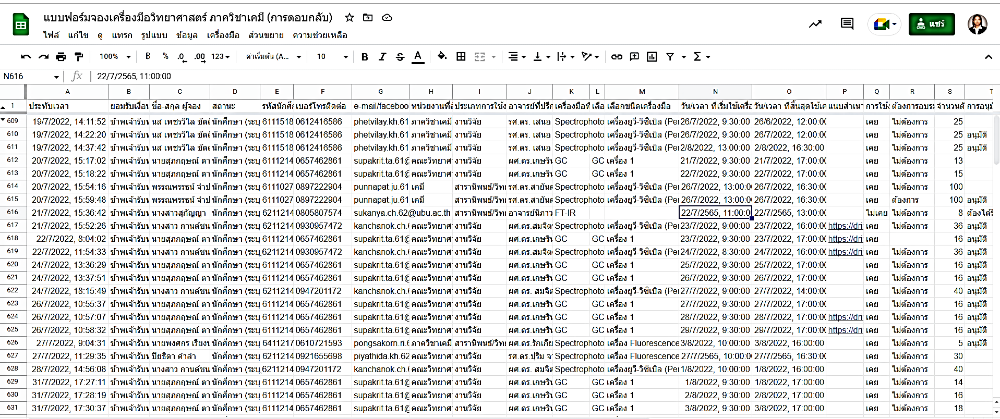 แบบฟอร์มจองเครื่องมือวิทยาศาสตร์ ภาควิชาเคมี (การตอบกลับ)
ไฟล์ แก้ไข ดู แทรก รูปแบบ ข้อมูล เครื่องมือ ส่วนขยาย ความช่วยเหลือ
แชร์
100% ฿ % .0 .00 123 ค่าเริ่มต้น (A... 10 B I S A Σ
N616 fx 22/7/2565, 11:00:00
A B C D E F G H I J K L M N O P Q R S T
1 ประทับเวลา ยอมรับเงื่อน ชื่อ-สกุล ผู้จอง สถานะ รหัสนักศึก เบอร์โทรติดต่อ e-mail/faceboo หน่วยงานที่ส ประเภทการใช้ง อาจารย์ที่ปรึก เครื่องมือที่ เลือ เลือกชนิดเครื่องมือ วัน/เวลา ที่เริ่มใช้เครื่อ วัน/เวลา ที่สิ้นสุดใช้เค แนบสำเนา การใช้ง ต้องการอบร จำนวนตั การอนุมั
609 19/7/2022, 14:11:52 ข้าพเจ้ารับท นส เพชรวิไล ขัตติ นักศึกษา (ระบุ 6111518 0612416586 phetvilay.kh.61 ภาควิชาเคมี งานวิจัย รศ.ดร. เสนอ Spectrophoto เครื่องยูวี-วิซิเบิล (Per 26/7/2022, 9:30:00 26/6/2022, 12:00:00 เคย ไม่ต้องการ 25
610 19/7/2022, 14:22:20 ข้าพเจ้ารับท นส เพชรวิไล ขัตติ นักศึกษา (ระบุ 6111518 0612416586 phetvilay.kh.61 ภาควิชาเคมี งานวิจัย รศ.ดร. เสนอ Spectrophoto เครื่องยูวี-วิซิเบิล (Per 26/7/2022, 9:30:00 26/7/2022, 12:00:00 เคย ไม่ต้องการ 25 อนุมัติ
611 19/7/2022, 14:37:42 ข้าพเจ้ารับท นส เพชรวิไล ขัตติ นักศึกษา (ระบุ 6111518 0612416586 phetvilay.kh.61 ภาควิชาเคมี งานวิจัย รศ.ดร. เสนอ Spectrophoto เครื่องยูวี-วิซิเบิล (Per 2/8/2022, 13:00:00 2/8/2022, 16:30:00 เคย ไม่ต้องการ 25 อนุมัติ
612 20/7/2022, 15:17:02 ข้าพเจ้ารับท นายสุภกฤษณ์ ตา นักศึกษา (ระบุ 6111214 0657462861 supakrit.ta.61@ คณะวิทยาศา งานวิจัย ผศ.ดร.เกษริน GC GC เครื่อง 1 21/7/2022, 9:30:00 21/7/2022, 17:00:00 เคย ไม่ต้องการ 13
613 20/7/2022, 15:18:22 ข้าพเจ้ารับท นายสุภกฤษณ์ ตา นักศึกษา (ระบุ 6111214 0657462861 supakrit.ta.61@ คณะวิทยาศา งานวิจัย ผศ.ดร.เกษริน GC GC เครื่อง 1 22/7/2022, 9:30:00 22/7/2022, 17:00:00 เคย ไม่ต้องการ 15
614 20/7/2022, 15:54:16 ข้าพเจ้ารับท พรรณพรรธน์ จำป นักศึกษา (ระบุ 6111027 0897222904 punnapat.ju.61 เคมี สารานิพนธ์/วิทย รศ.ดร.สายันต Spectrophoto เครื่องยูวี-วิซิเบิล (Per 26/7/2022, 13:00:00 26/7/2022, 16:30:00 เคย ไม่ต้องการ 100
615 20/7/2022, 15:59:48 ข้าพเจ้ารับท พรรณพรรธน์ จำป นักศึกษา (ระบุ 6111027 0897222904 punnapat.ju.61 เคมี สารานิพนธ์/วิทย รศ.ดร.สายันต Spectrophoto เครื่องยูวี-วิซิเบิล (Per 26/7/2022, 13:00:00 26/7/2022, 16:30:00 เคย ต้องการ 100 อนุมัติ
616 21/7/2022, 15:36:42 ข้าพเจ้ารับท นางสาวสุกัญญา นักศึกษา (ระบุ 6211214 0805807574 sukanya.ch.62@ubu.ac.th สารานิพนธ์/วิทย อาจารย์นิภาว FT-IR 22/7/2565, 11:00:00 22/7/2565, 13:00:00 ไม่เคย ไม่ต้องการ 8 ต้องได้รั
617 21/7/2022, 15:52:26 ข้าพเจ้ารับท นางสาว กานต์ชน นักศึกษา (ระบุ 6211214 0930957472 kanchanok.ch.6 คณะวิทยาศา งานวิจัย ผศ.ดร.สมจิต Spectrophoto เครื่องยูวี-วิซิเบิล (Per 23/7/2022, 9:00:00 23/7/2022, 16:00:00 https://dri เคย ไม่ต้องการ 36 อนุมัติ
618 22/7/2022, 8:04:02 ข้าพเจ้ารับท นายสุภกฤษณ์ ตา นักศึกษา (ระบุ 6111214 0657462861 supakrit.ta.61@ คณะวิทยาศา งานวิจัย ผศ.ดร.เกษริน GC GC เครื่อง 1 23/7/2022, 9:30:00 23/7/2022, 17:00:00 https://dri เคย 16 อนุมัติ
619 22/7/2022, 11:54:33 ข้าพเจ้ารับท นางสาว กานต์ชน นักศึกษา (ระบุ 6211214 0930957472 kanchanok.ch.6 คณะวิทยาศา งานวิจัย ผศ.ดร.สมจิต Spectrophoto เครื่องยูวี-วิซิเบิล (Per 24/7/2022, 8:30:00 24/7/2022, 16:00:00 https://dri เคย ไม่ต้องการ 36 อนุมัติ
620 24/7/2022, 13:36:29 ข้าพเจ้ารับท นายสุภกฤษณ์ ตา นักศึกษา (ระบุ 6111214 0657462861 supakrit.ta.61@ คณะวิทยาศา งานวิจัย ผศ.ดร.เกษริน GC GC เครื่อง 1 25/7/2022, 9:30:00 25/7/2022, 17:00:00 เคย ไม่ต้องการ 16 อนุมัติ
621 24/7/2022, 13:37:51 ข้าพเจ้ารับท นายสุภกฤษณ์ ตา นักศึกษา (ระบุ 6111214 0657462861 supakrit.ta.61@ คณะวิทยาศา งานวิจัย ผศ.ดร.เกษริน GC GC เครื่อง 1 26/7/2022, 9:30:00 26/7/2022, 17:00:00 เคย ไม่ต้องการ 16 อนุมัติ
622 24/7/2022, 18:15:49 ข้าพเจ้ารับท นางสาว กานต์ชน นักศึกษา (ระบุ 6211214 0947201172 kanchanok.ch.6 คณะวิทยาศา งานวิจัย ผศ.ดร. สมจิต Spectrophoto เครื่องยูวี-วิซิเบิล (Per 27/7/2022, 9:00:00 27/7/2022, 14:00:00 เคย ไม่ต้องการ 40 อนุมัติ
623 26/7/2022, 10:55:37 ข้าพเจ้ารับท นายสุภกฤษณ์ ตา นักศึกษา (ระบุ 6111214 0657462861 supakrit.ta.61@ คณะวิทยาศา งานวิจัย ผศ.ดร.เกษริน GC GC เครื่อง 1 27/7/2022, 9:30:00 27/7/2022, 17:00:00 เคย ไม่ต้องการ 16 อนุมัติ
624 26/7/2022, 10:57:07 ข้าพเจ้ารับท นายสุภกฤษณ์ ตา นักศึกษา (ระบุ 6111214 0657462861 supakrit.ta.61@ คณะวิทยาศา งานวิจัย ผศ.ดร.เกษริน GC GC เครื่อง 1 28/7/2022, 9:30:00 28/7/2022, 17:00:00 https://dri เคย ไม่ต้องการ 16 อนุมัติ
625 26/7/2022, 10:58:32 ข้าพเจ้ารับท นายสุภกฤษณ์ ตา นักศึกษา (ระบุ 6111214 0657462861 supakrit.ta.61@ คณะวิทยาศา งานวิจัย ผศ.ดร.เกษริน GC GC เครื่อง 1 29/7/2022, 9:30:00 29/7/2022, 17:00:00 https://dri เคย ไม่ต้องการ 16 อนุมัติ
626 27/7/2022, 9:04:31 ข้าพเจ้ารับท นายพงศกร เรียงน นักศึกษา (ระบุ 6411217 0610721593 pongsakorn.ri.6 ภาควิชาเคมี สารานิพนธ์/วิทย ผศ.ดร.รักเกีย Spectrophoto เครื่อง Fluorescence 3/8/2022, 10:00:00 3/8/2022, 16:00:00 เคย ไม่ต้องการ 5 อนุมัติ
627 27/7/2022, 11:29:35 ข้าพเจ้ารับท ปิยธิดา คำลำ นักศึกษา (ระบุ 6211214 0921655698 piyathida.kh.62 คณะวิทยาศา งานวิจัย รศ.ดร.ปุริม จา Spectrophoto เครื่อง Fluorescence 27/7/2565, 10:00:00 27/7/2565, 16:30:00 เคย ไม่ต้องการ 30
628 28/7/2022, 14:56:08 ข้าพเจ้ารับท นางสาว กานต์ชน นักศึกษา (ระบุ 6211214 0947201172 kanchanok.ch.6 คณะวิทยาศา งานวิจัย ผศ.ดร. สมจิต Spectrophoto เครื่องยูวี-วิซิเบิล (Per 1/8/2022, 10:00:00 1/8/2022, 16:00:00 เคย ไม่ต้องการ 40
629 31/7/2022, 17:27:11 ข้าพเจ้ารับท นายสุภกฤษณ์ ตา นักศึกษา (ระบุ 6111214 0657462861 supakrit.ta.61@ คณะวิทยาศา งานวิจัย ผศ.ดร.เกษริน GC GC เครื่อง 1 1/8/2022, 9:30:00 1/8/2022, 17:00:00 เคย ไม่ต้องการ 14
630 31/7/2022, 17:28:19 ข้าพเจ้ารับท นายสุภกฤษณ์ ตา นักศึกษา (ระบุ 6111214 0657462861 supakrit.ta.61@ คณะวิทยาศา งานวิจัย ผศ.ดร.เกษริน GC GC เครื่อง 1 2/8/2022, 9:30:00 2/8/2022, 17:00:00 เคย ไม่ต้องการ 16
631 31/7/2022, 17:30:37 ข้าพเจ้ารับท นายสุภกฤษณ์ ตา นักศึกษา (ระบุ 6111214 0657462861 supakrit.ta.61@ คณะวิทยาศา งานวิจัย ผศ.ดร.เกษริน GC GC เครื่อง 1 3/8/2022, 9:30:00 3/8/2022, 17:00:00 เคย ไม่ต้องการ 18